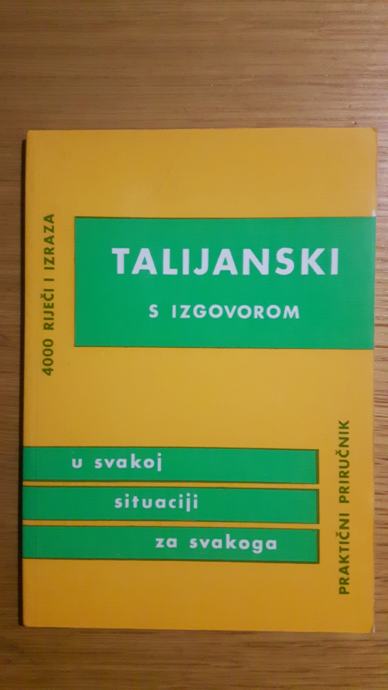 4000 RIJEČI I IZRAZA
TALIJANSKI
S IZGOVOROM
u svakoj
situaciji
za svakoga
PRAKTIČNI PRIRUČNIK